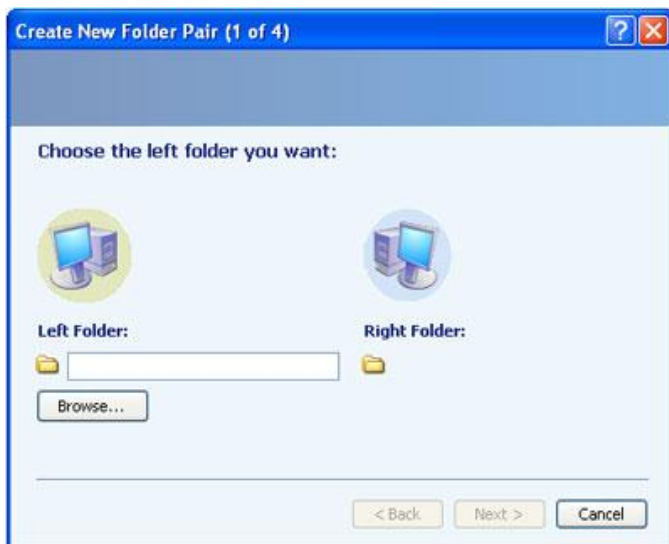 Create New Folder Pair (1 of 4)
Choose the left folder you want:
Left Folder: Right Folder:
Browse...
< Back Next > Cancel